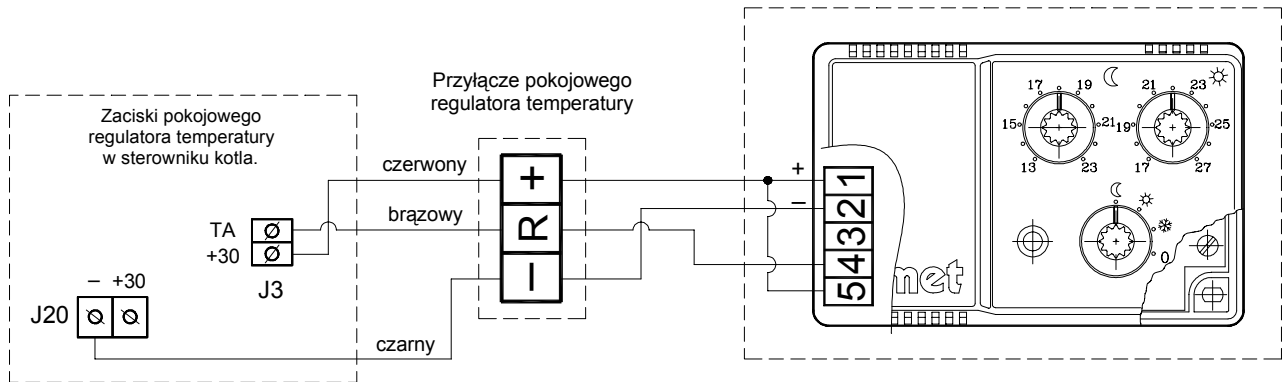 Zaciski pokojowego
regulatora temperatury
w sterowniku kotla.
TA
+30
J3
– +30
J20
Przyłącze pokojowego
regulatora temperatury
czerwony
brązowy
czarny
+
R
–
+
–
1
2
3
4
5
met
13
15
17
19
21
23
17
19
21
23
25
27
0